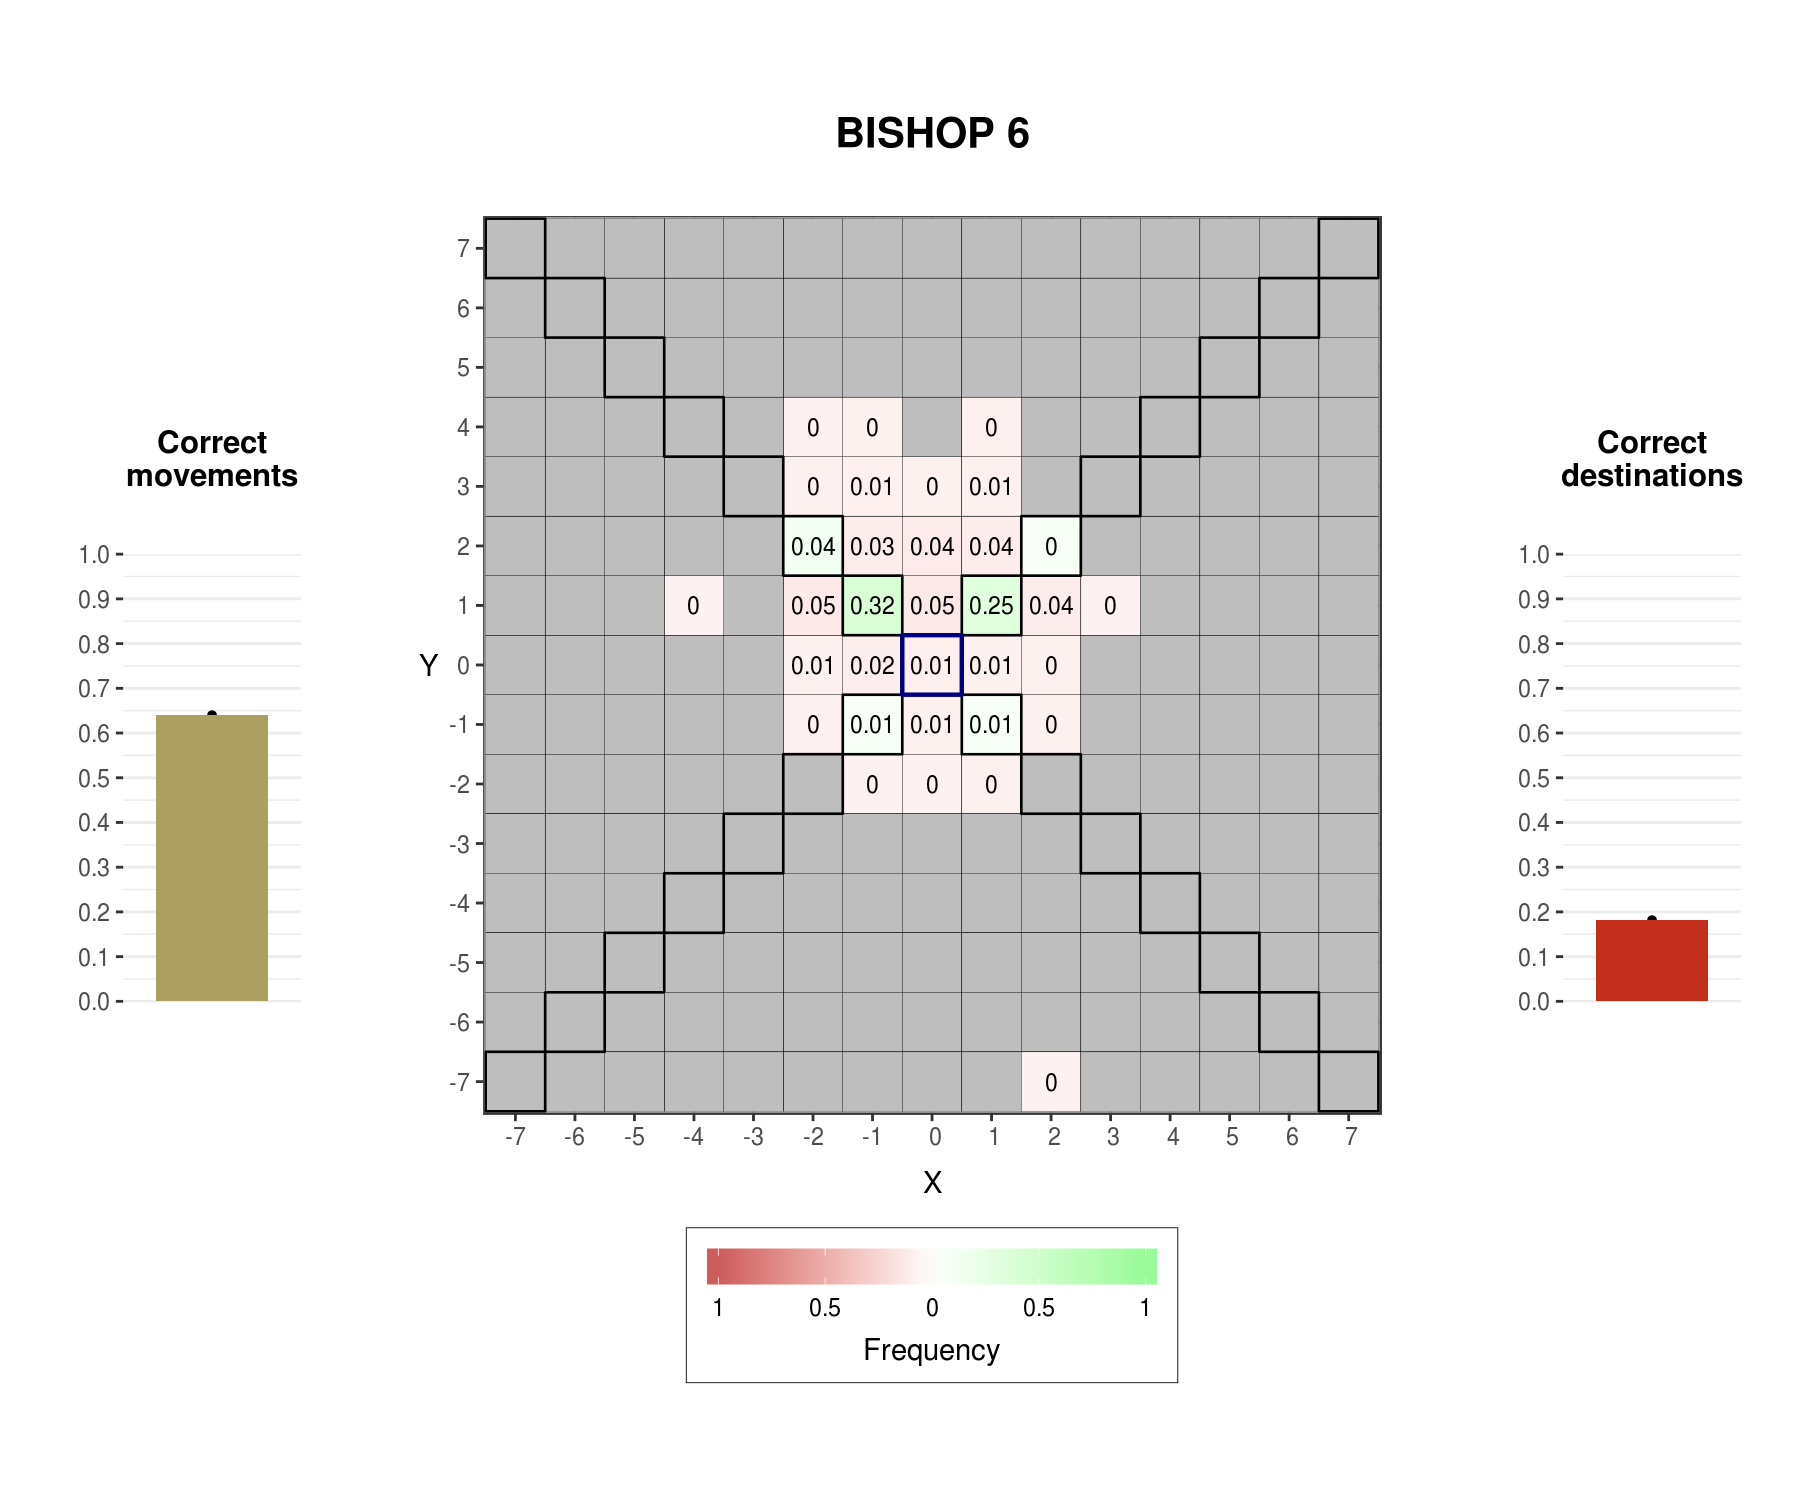 BISHOP 6
Correct
movements
1.0
0.9
0.8
0.7
0.6
0.5
0.4
0.3
0.2
0.1
0.0
Y
7
6
5
4 0 0 0
3 0 0.01 0 0.01
2 0.04 0.03 0.04 0.04 0
1 0 0.05 0.32 0.05 0.25 0.04 0
0 0.01 0.02 0.01 0.01 0
-1 0 0.01 0.01 0.01 0
-2 0 0 0
-3
-4
-5
-6
-7 0
-7 -6 -5 -4 -3 -2 -1 0 1 2 3 4 5 6 7
X
1 0.5 0 0.5 1
Frequency
Correct
destinations
1.0
0.9
0.8
0.7
0.6
0.5
0.4
0.3
0.2
0.1
0.0